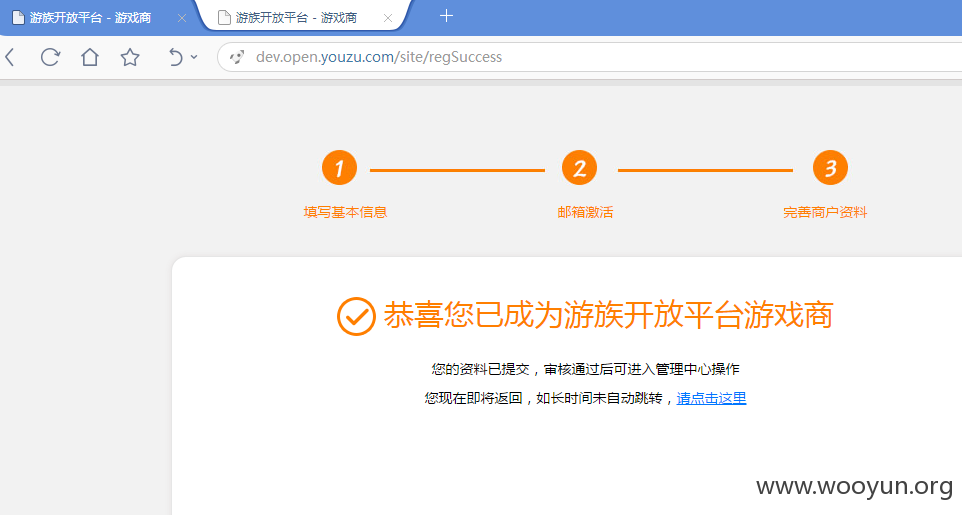 游族开放平台 - 游戏商
游族开放平台 - 游戏商
dev.open.youzu.com/site/regSuccess
1 2 3
填写基本信息 邮箱激活 完善商户资料
恭喜您已成为游族开放平台游戏商
您的资料已提交，审核通过后可进入管理中心操作
您现在即将返回，如长时间未自动跳转，请点击这里
www.wooyun.org